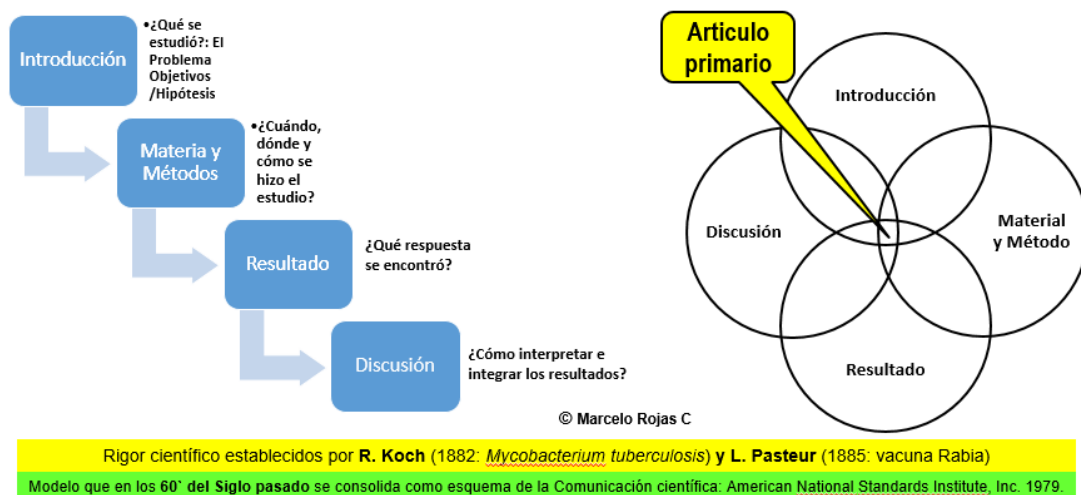 Introducción
•¿Qué se
estudió?: El
Problema
Objetivos
/Hipótesis
Materia y
Métodos
•¿Cuándo,
dónde y
cómo se
hizo el
estudio?
Resultado
¿Qué respuesta
se encontró?
Discusión
¿Cómo interpretar e
integrar los resultados?
© Marcelo Rojas C
Articulo
primario
Introducción
Discusión
Material
y Método
Resultado
Rigor científico establecidos por R. Koch (1882: Mycobacterium tuberculosis) y L. Pasteur (1885: vacuna Rabia)
Modelo que en los 60` del Siglo pasado se consolida como esquema de la Comunicación científica: American National Standards Institute, Inc. 1979.